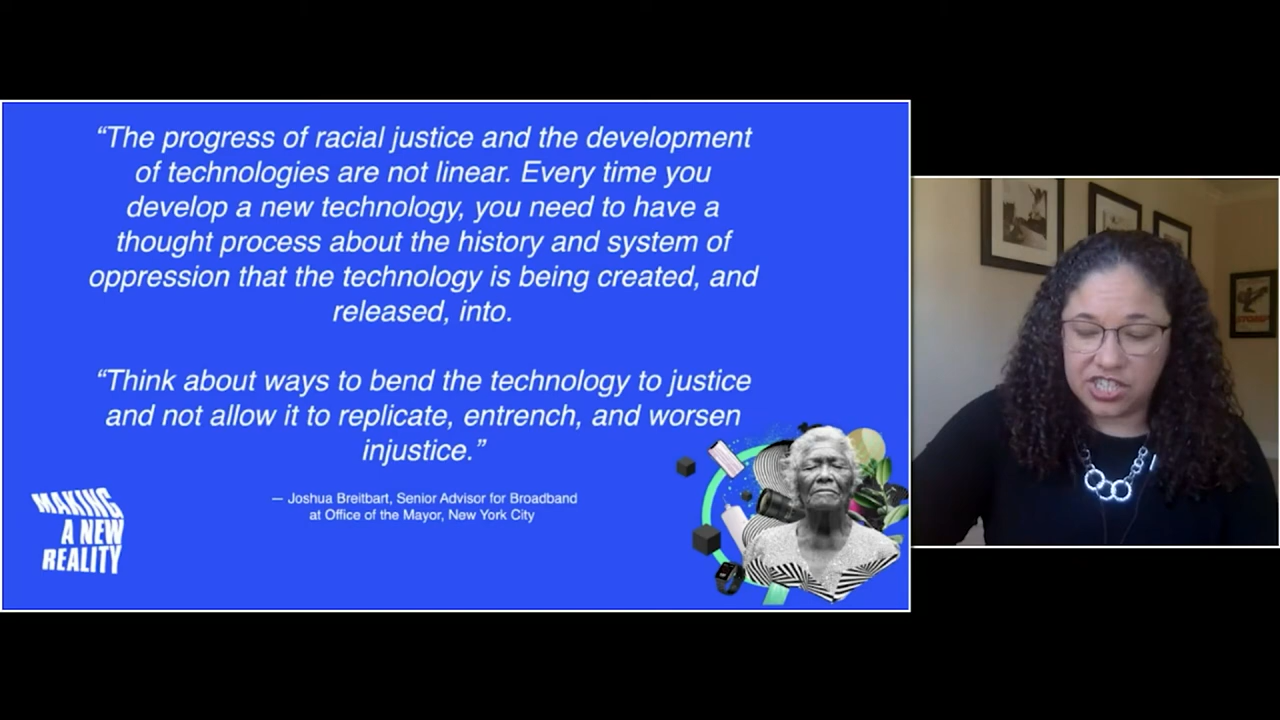 “The progress of racial justice and the development
of technologies are not linear. Every time you
develop a new technology, you need to have a
thought process about the history and system of
oppression that the technology is being created, and
released, into.
“Think about ways to bend the technology to justice
and not allow it to replicate, entrench, and worsen
injustice.”
— Joshua Breitbart, Senior Advisor for Broadband
at Office of the Mayor, New York City
MAKING
A NEW
REALITY